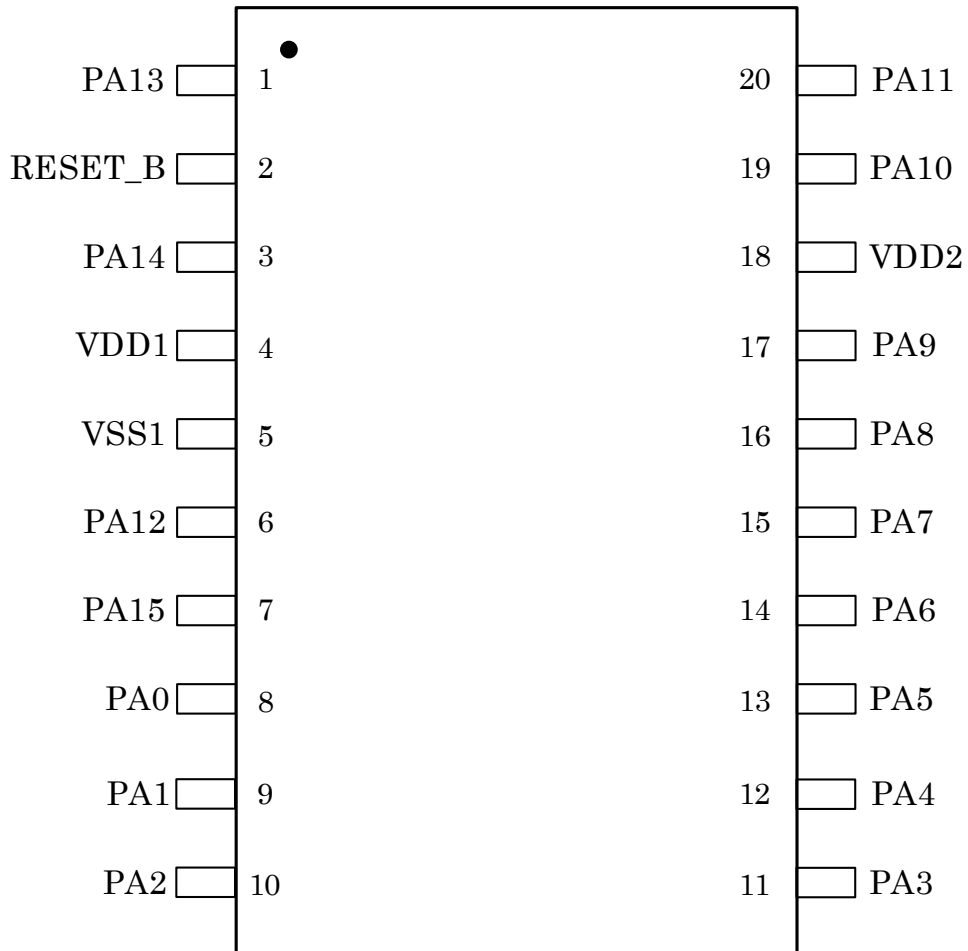 PA13 1 20 PA11
RESET_B 2 19 PA10
PA14 3 18 VDD2
VDD1 4 17 PA9
VSS1 5 16 PA8
PA12 6 15 PA7
PA15 7 14 PA6
PA0 8 13 PA5
PA1 9 12 PA4
PA2 10 11 PA3